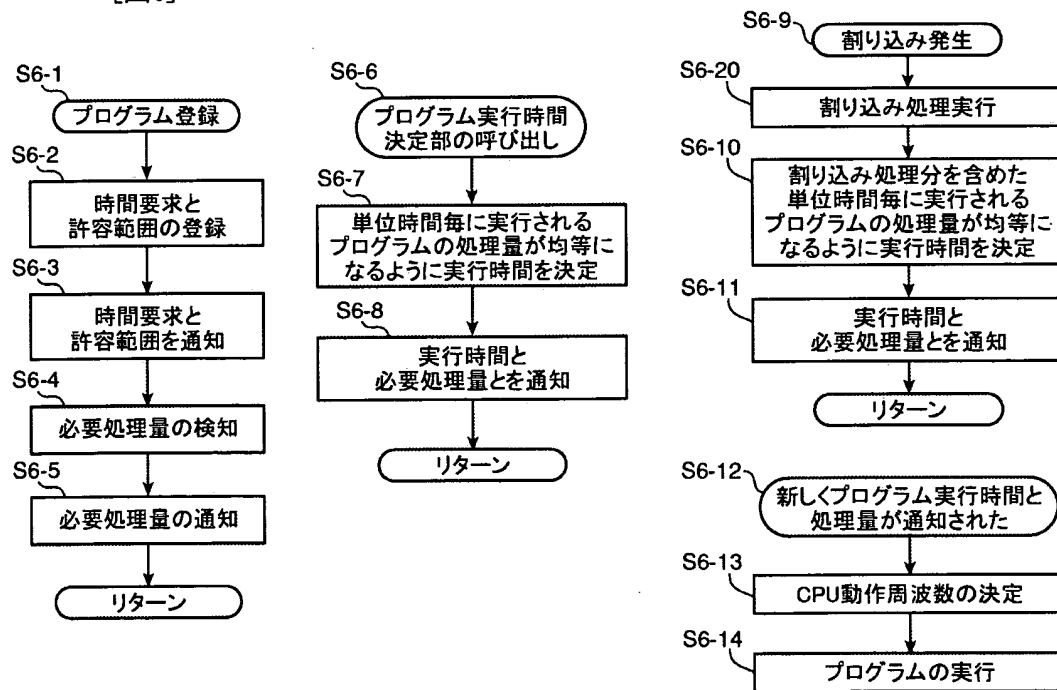 S6-1
プログラム登録
S6-2
時間要求と
許容範囲の登録
S6-3
時間要求と
許容範囲を通知
S6-4
必要処理量の検知
S6-5
必要処理量の通知
リターン
S6-6
プログラム実行時間
決定部の呼び出し
S6-7
単位時間毎に実行される
プログラムの処理量が均等に
なるように実行時間を決定
S6-8
実行時間と
必要処理量とを通知
リターン
S6-9
割り込み発生
S6-20
割り込み処理実行
S6-10
割り込み処理分を含めた
単位時間毎に実行される
プログラムの処理量が均等に
なるように実行時間を決定
S6-11
実行時間と
必要処理量とを通知
リターン
S6-12
新しくプログラム実行時間と
処理量が通知された
S6-13
CPU動作周波数の決定
S6-14
プログラムの実行